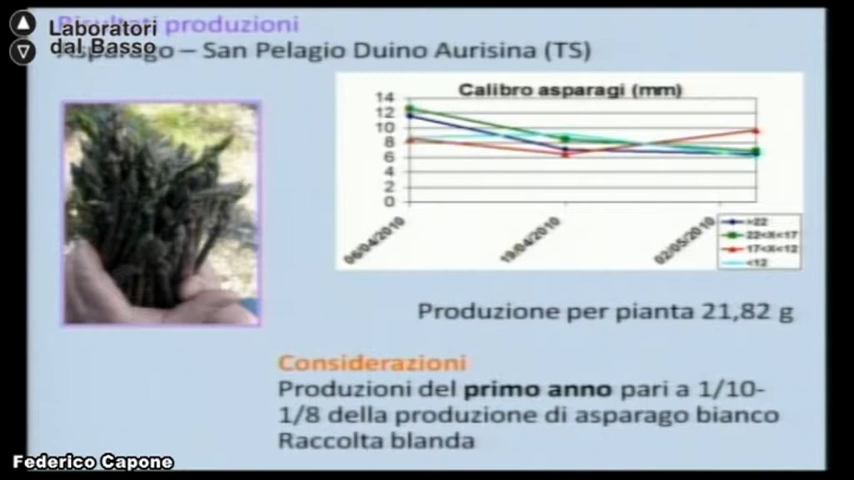 Risultati produzioni
Laboratori
dal Basso
Asparago – San Pelagio Duino Aurisina (TS)
Calibro asparagi (mm)
14
12
10
8
6
4
2
0
06/04/2010
19/04/2010
02/05/2010
>22
22<X<17
17<X<12
<12
Produzione per pianta 21,82 g
Considerazioni
Produzioni del primo anno pari a 1/10-
1/8 della produzione di asparago bianco
Raccolta blanda
Federico Capone